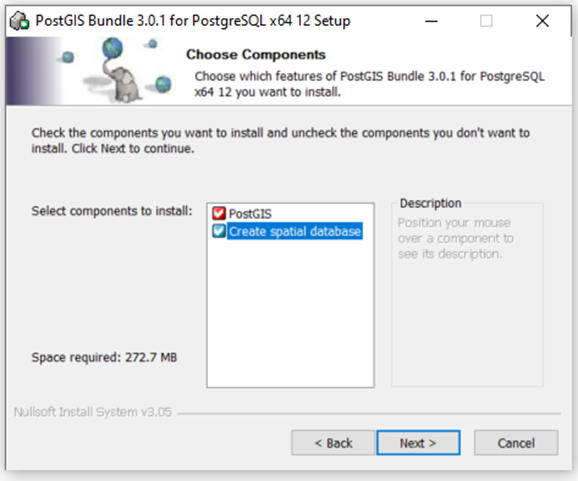 PostGIS Bundle 3.0.1 for PostgreSQL x64 12 Setup
Choose Components
Choose which features of PostGIS Bundle 3.0.1 for PostgreSQL
x64 12 you want to install.
Check the components you want to install and uncheck the components you don't want to
install. Click Next to continue.
Select components to install:
PostGIS
Create spatial database
Description
Position your mouse
over a component to
see its description.
Space required: 272.7 MB
Nullsoft Install System v3.05
< Back
Next >
Cancel